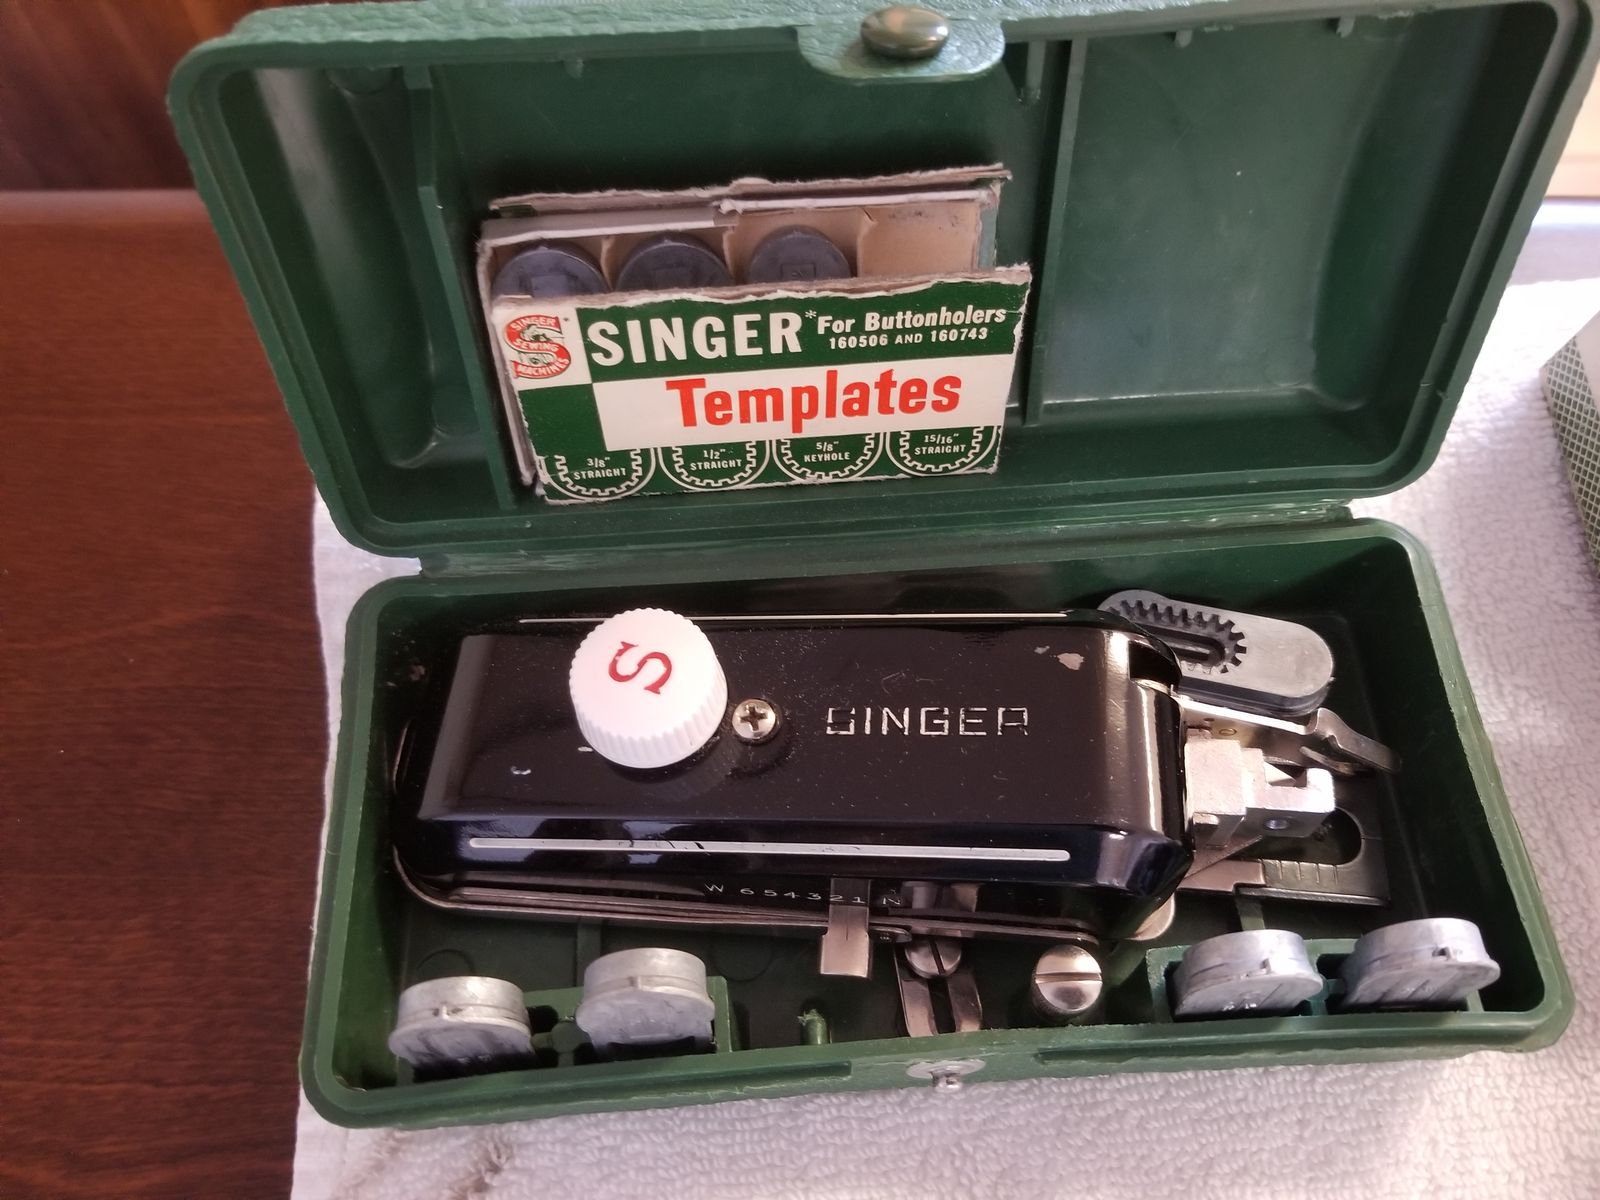 SINGER SEWING MACHINES
SINGER* For Buttonholers
160506 AND 160743
Templates
3/8" STRAIGHT
1/2" STRAIGHT
5/8" KEYHOLE
15/16" STRAIGHT
S
SINGER
W 654321 N